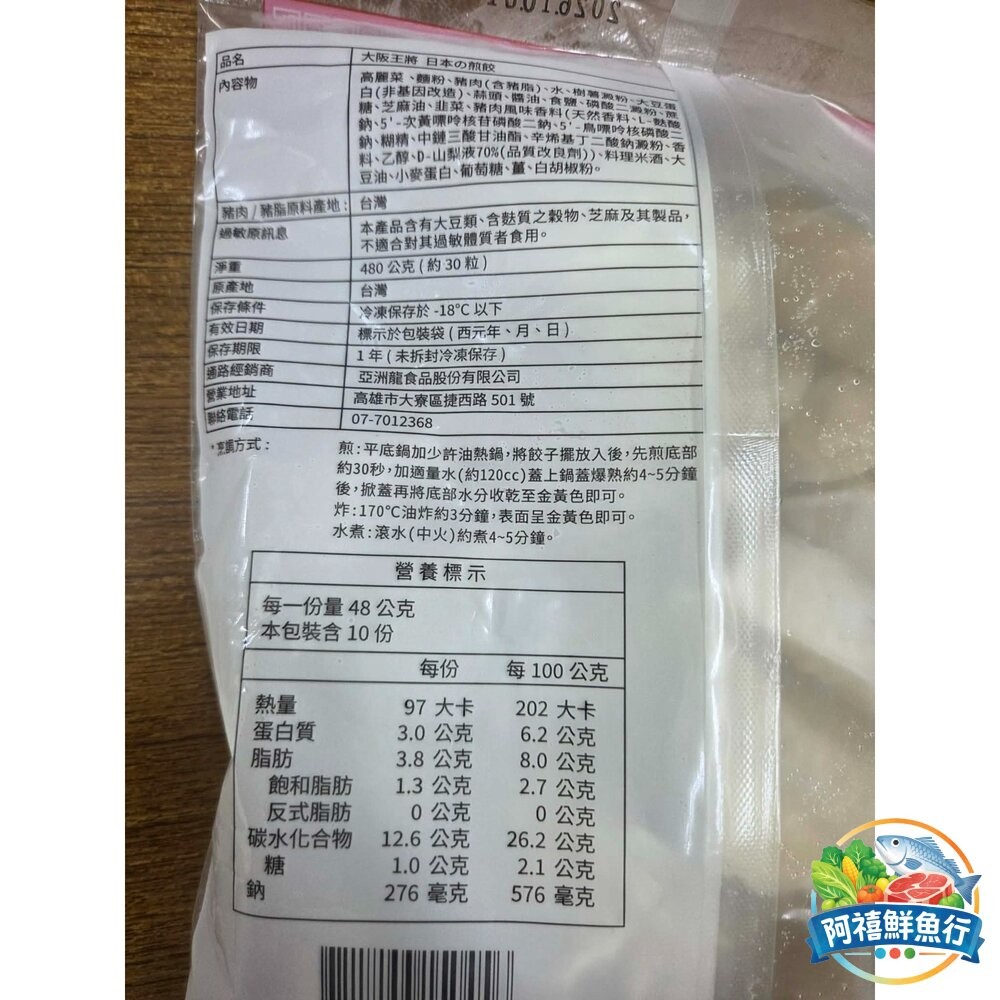 2026.10.01
品名 大阪王將 日本の煎餃
內容物 高麗菜、麵粉、豬肉(含豬脂)、水、樹薯澱粉、大豆蛋
白(非基因改造)、蒜頭、醬油、食鹽、磷酸二澱粉、蔗
糖、芝麻油、韭菜、豬肉風味香料(天然香料、L-麩酸
鈉、5'-次黃嘌呤核苷磷酸二鈉、5'-鳥嘌呤核磷酸二
鈉、糊精、中鏈三酸甘油酯、辛烯基丁二酸鈉澱粉、香
料、乙醇、D-山梨液70%(品質改良劑))、料理米酒、大
豆油、小麥蛋白、葡萄糖、薑、白胡椒粉。
豬肉/豬脂原料產地: 台灣
過敏原訊息 本產品含有大豆類、含麩質之穀物、芝麻及其製品,
不適合對其過敏體質者食用。
淨重 480 公克 (約 30 粒)
原產地 台灣
保存條件 冷凍保存於 -18°C 以下
有效日期 標示於包裝袋 (西元年、月、日)
保存期限 1 年 (未拆封冷凍保存)
通路經銷商 亞洲龍食品股份有限公司
營業地址 高雄市大寮區捷西路 501 號
聯絡電話 07-7012368
*烹調方式: 煎:平底鍋加少許油熱鍋,將餃子擺放入後,先煎底部
約30秒,加適量水(約120cc)蓋上鍋蓋爆熟約4~5分鐘
後,掀蓋再將底部水分收乾至金黃色即可。
炸:170°C油炸約3分鐘,表面呈金黃色即可。
水煮:滾水(中火)約煮4~5分鐘。
營養標示
每一份量 48 公克
本包裝含 10 份
每份 每 100 公克
熱量 97 大卡 202 大卡
蛋白質 3.0 公克 6.2 公克
脂肪 3.8 公克 8.0 公克
飽和脂肪 1.3 公克 2.7 公克
反式脂肪 0 公克 0 公克
碳水化合物 12.6 公克 26.2 公克
糖 1.0 公克 2.1 公克
鈉 276 毫克 576 毫克
阿禧鮮魚行